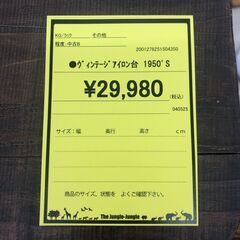 KG/ラック その他
程度 中古B 2001278251504350
●ヴィンテージアイロン台 1950'S
¥29,980
(税込)
040525
サイズ:幅 奥行 高さ cm
商品のサイズ、状態を よくご確認下さい。
The Jungle-Jungle